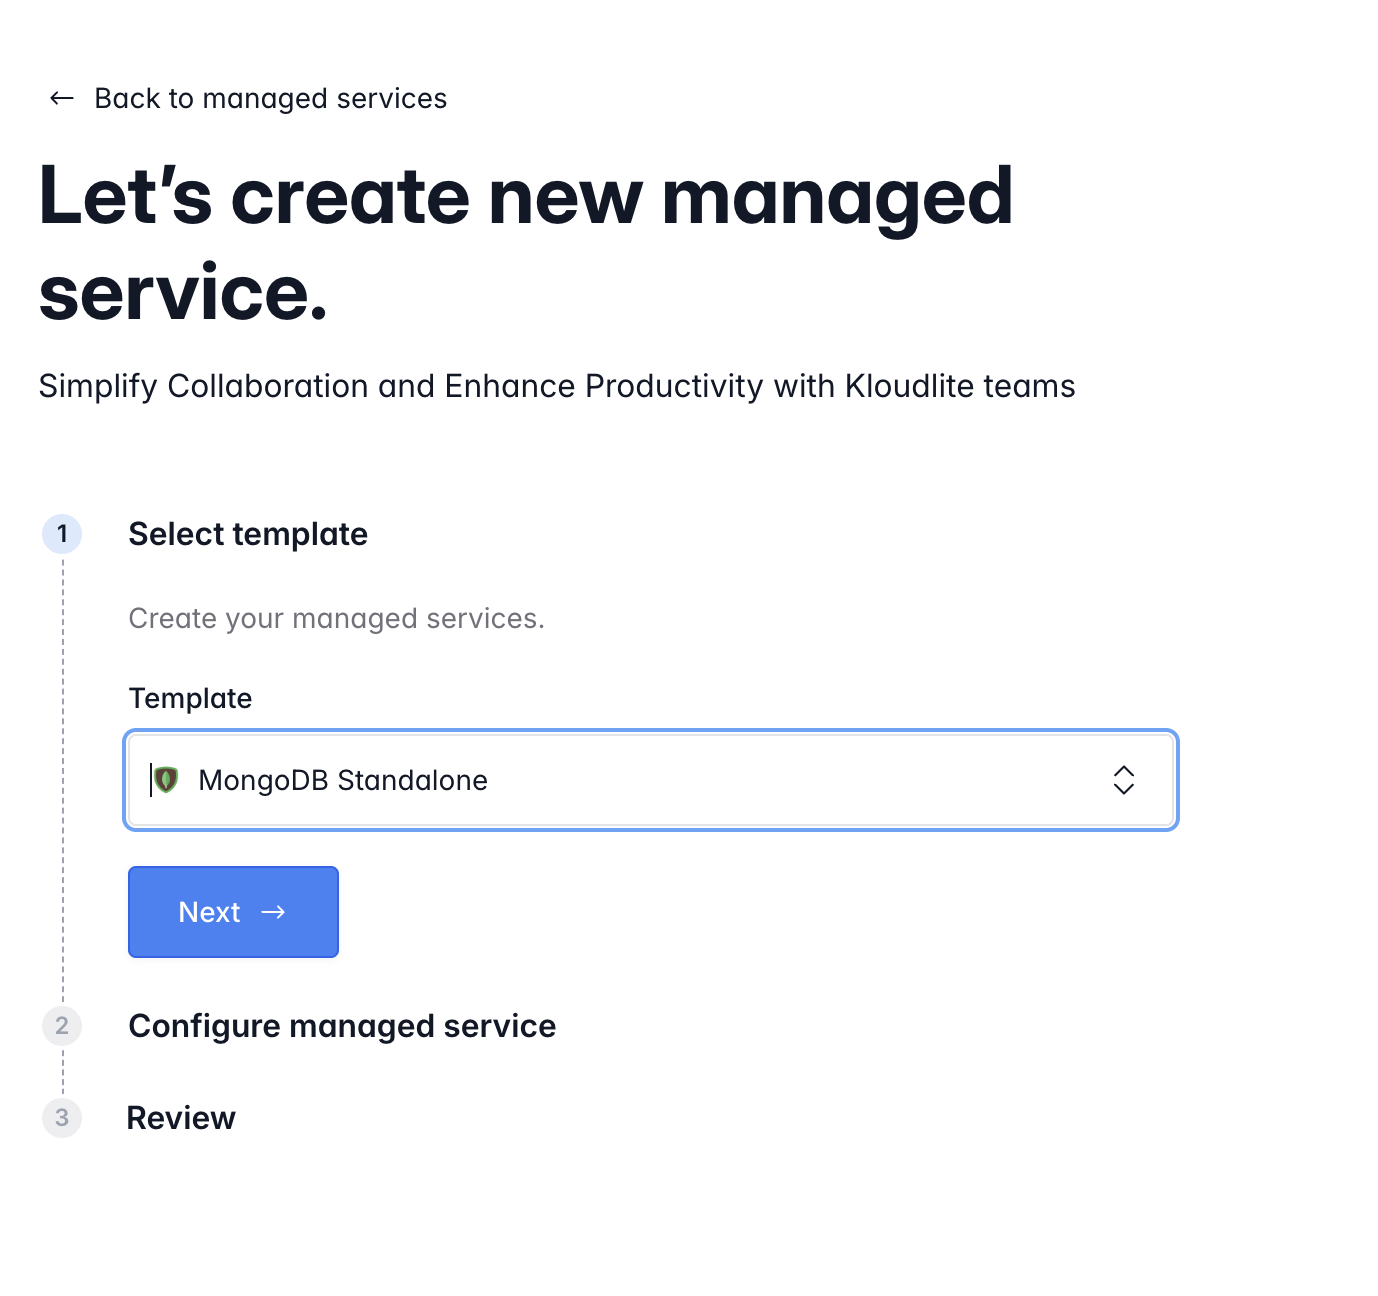 ← Back to managed services
Let’s create new managed
service.
Simplify Collaboration and Enhance Productivity with Kloudlite teams
1 Select template
Create your managed services.
Template
MongoDB Standalone
Next →
2 Configure managed service
3 Review